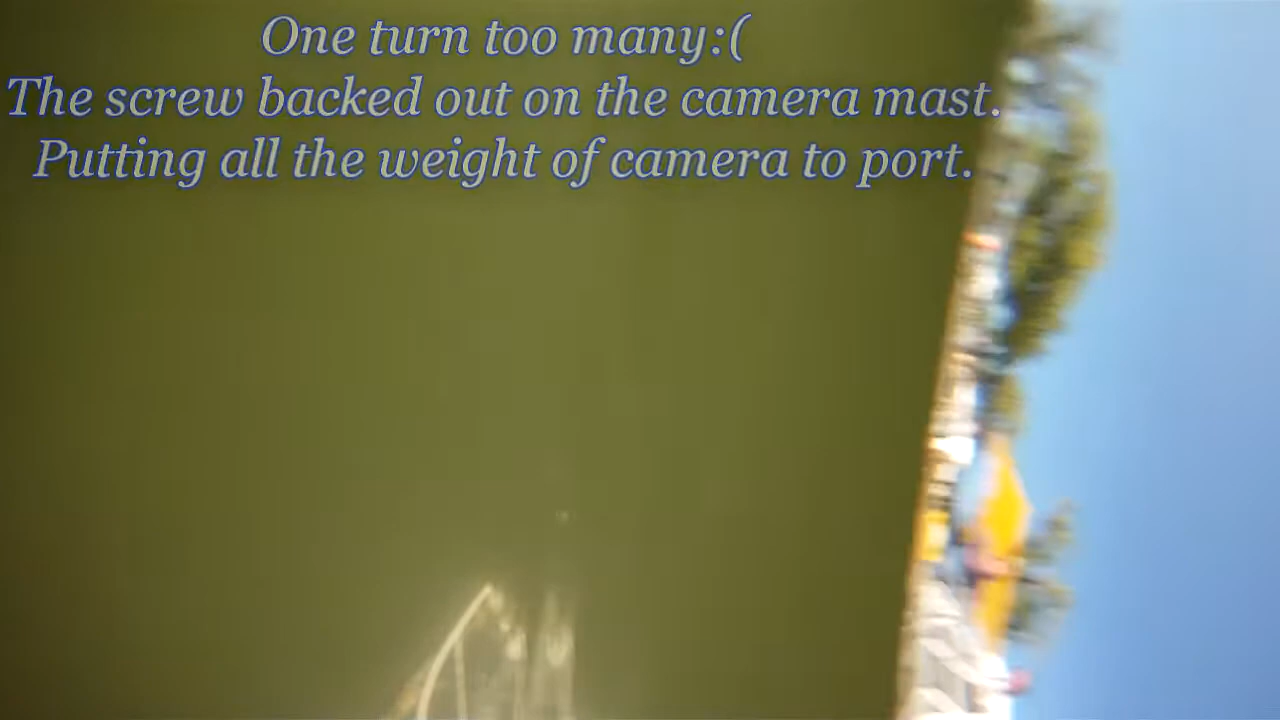 One turn too many:(
The screw backed out on the camera mast.
Putting all the weight of camera to port.